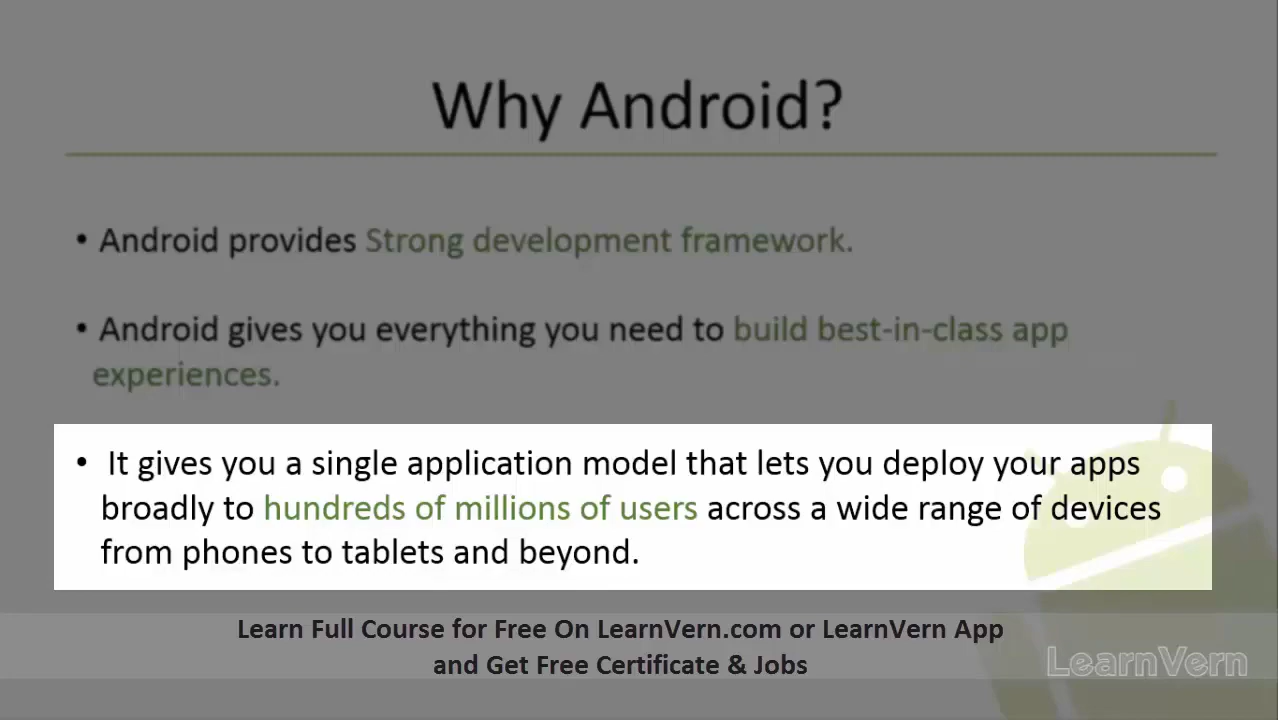 Why Android?
• Android provides Strong development framework.
• Android gives you everything you need to build best-in-class app
experiences.
• It gives you a single application model that lets you deploy your apps
broadly to hundreds of millions of users across a wide range of devices
from phones to tablets and beyond.
Learn Full Course for Free On LearnVern.com or LearnVern App
and Get Free Certificate & Jobs
LearnVern